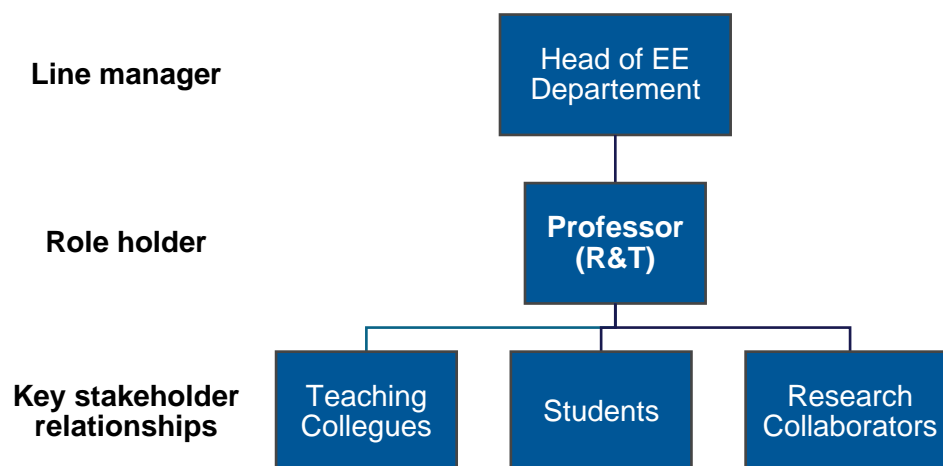 Line manager
Head of EE
Departement
Role holder
Professor
(R&T)
Key stakeholder
relationships
Teaching
Collegues
Students
Research
Collaborators